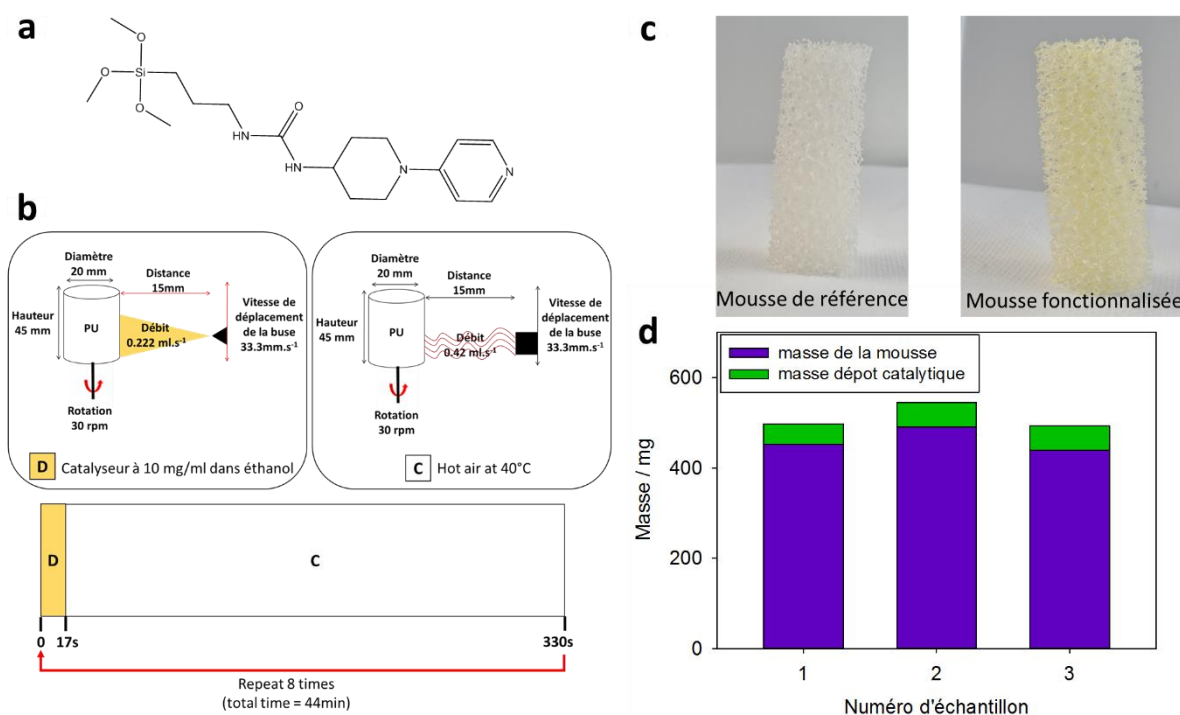 a
O
O
Si
O
O
HN
HN
N
N
b
Diamètre
20 mm
Distance
15mm
Hauteur
45 mm
PU
Débit
0.222 ml.s⁻¹
Vitesse de
déplacement
de la buse
33.3mm.s⁻¹
Rotation
30 rpm
D Catalyseur à 10 mg/ml dans éthanol
Diamètre
20 mm
Distance
15mm
Hauteur
45 mm
PU
Débit
0.42 ml.s⁻¹
Vitesse de
déplacement
de la buse
33.3mm.s⁻¹
Rotation
30 rpm
C Hot air at 40°C
D
C
0 17s 330s
Repeat 8 times
(total time = 44min)
c
Mousse de référence
Mousse fonctionnalisée
d
masse de la mousse
masse dépot catalytique
Masse / mg
600
400
200
0
1 2 3
Numéro d'échantillon